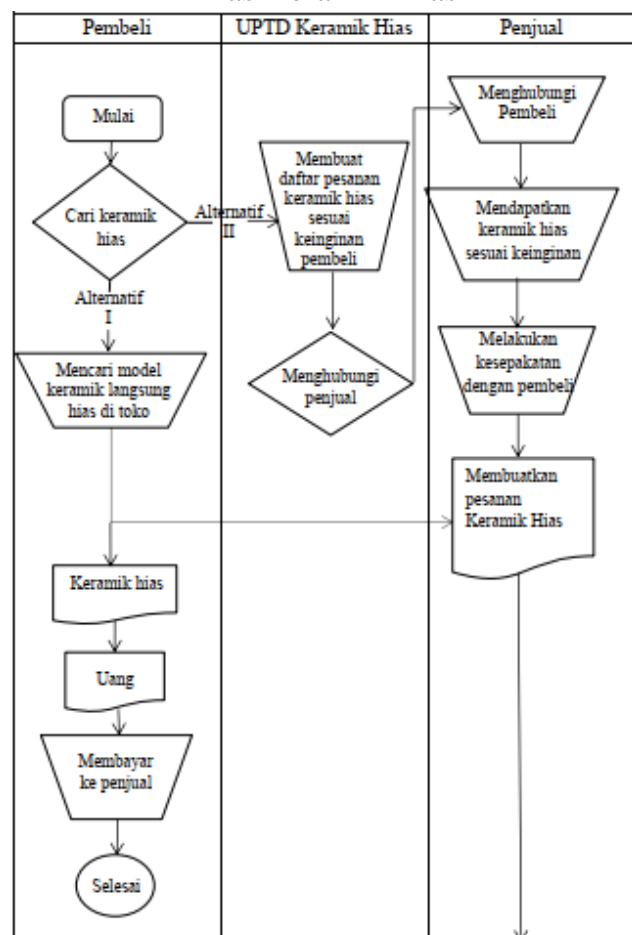 Pembeli
UPTD Keramik Hias
Penjual
Mulai
Cari keramik
hias
Alternatif
II
Alternatif
I
Mencari model
keramik langsung
hias di toko
Keramik hias
Uang
Membayar
ke penjual
Selesai
Membuat
daftar pesanan
keramik hias
sesuai
keinginan
pembeli
Menghubungi
penjual
Menghubungi
Pembeli
Mendapatkan
keramik hias
sesuai keinginan
Melakukan
kesepakatan
dengan pembeli
Membuatkan
pesanan
Keramik Hias